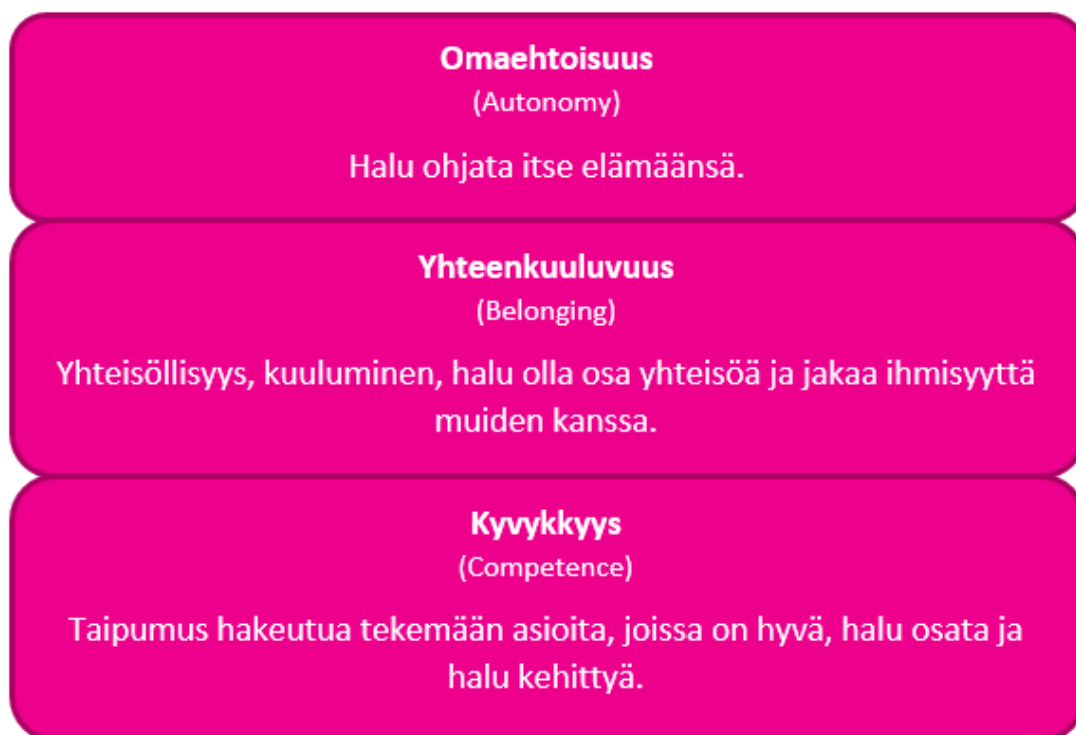 Omaehtoisuus
(Autonomy)
Halu ohjata itse elämäänsä.
Yhteenkuuluvuus
(Belonging)
Yhteisöllisyys, kuuluminen, halu olla osa yhteisöä ja jakaa ihmisyyttä
muiden kanssa.
Kyvykkyys
(Competence)
Taipumus hakeutua tekemään asioita, joissa on hyvä, halu osata ja
halu kehittyä.